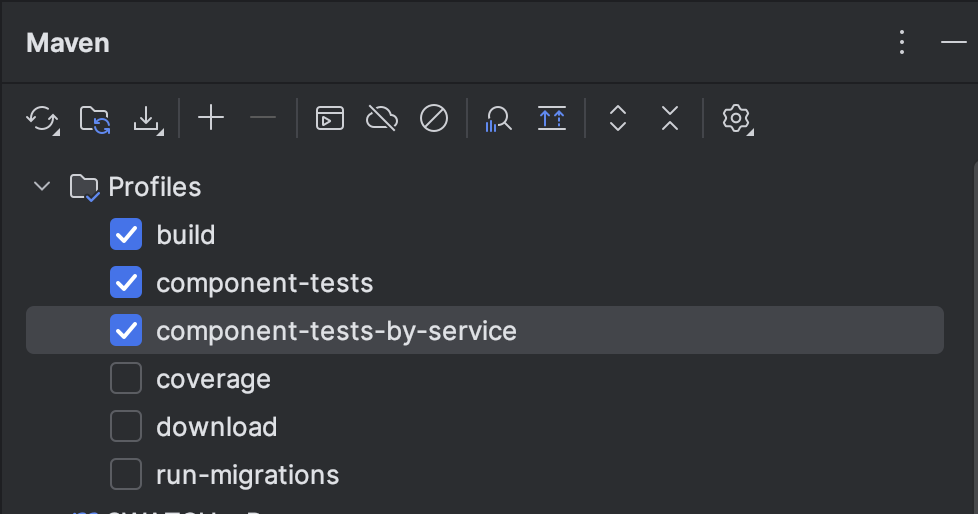 Maven
Profiles
build
component-tests
component-tests-by-service
coverage
download
run-migrations